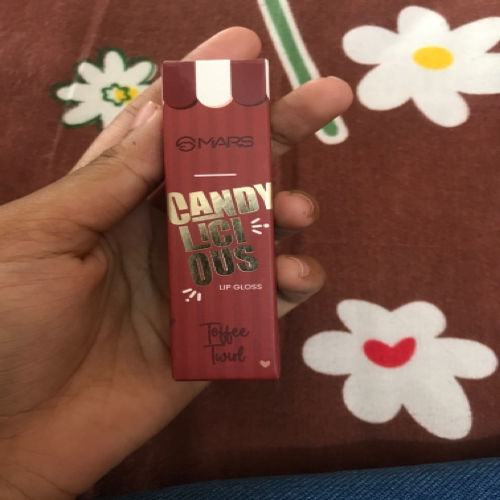 MARS
CANDY
LICI
OUS
LIP GLOSS
Toffee
Twirl